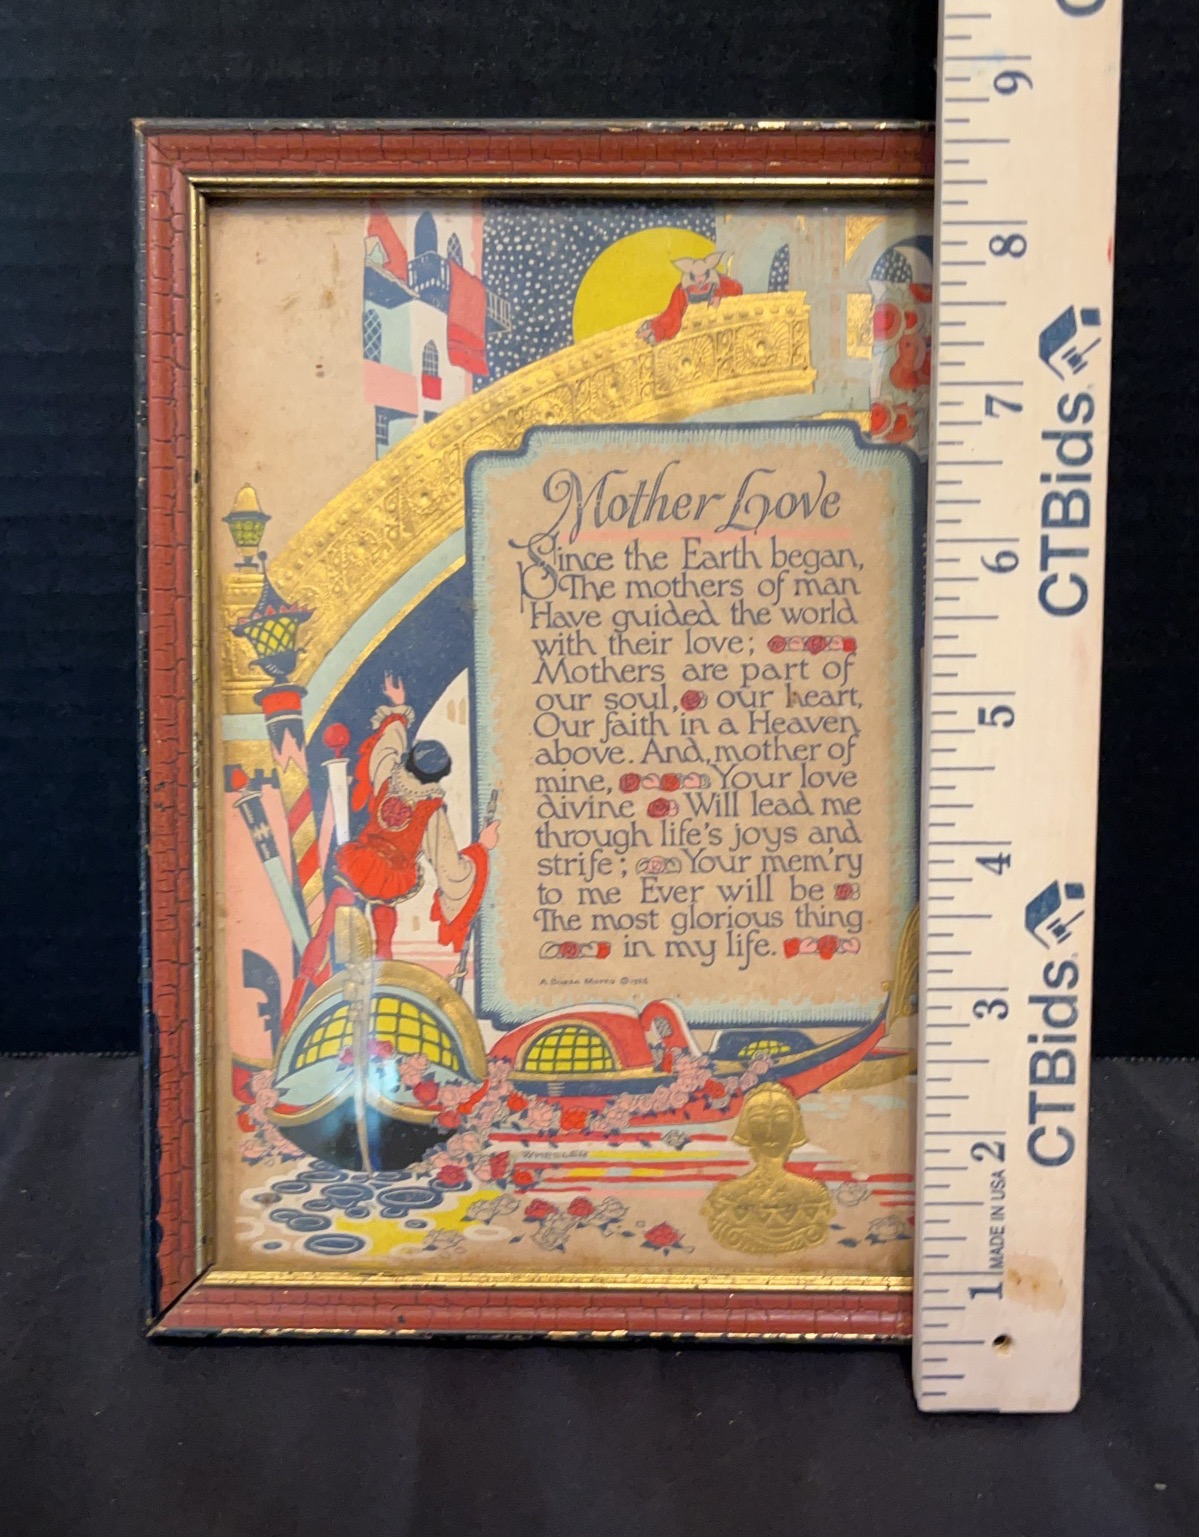 Mother Love
Since the Earth began,
The mothers of man
Have guided the world
with their love;
Mothers are part of
our soul, our heart,
Our faith in a Heaven
above. And, mother of
mine, Your love
divine Will lead me
through life's joys and
strife; Your mem'ry
to me Ever will be
The most glorious thing
in my life.
WHEELAN
9
8
7
6
5
4
3
2
1
CTBids
CTBids
MADE IN USA